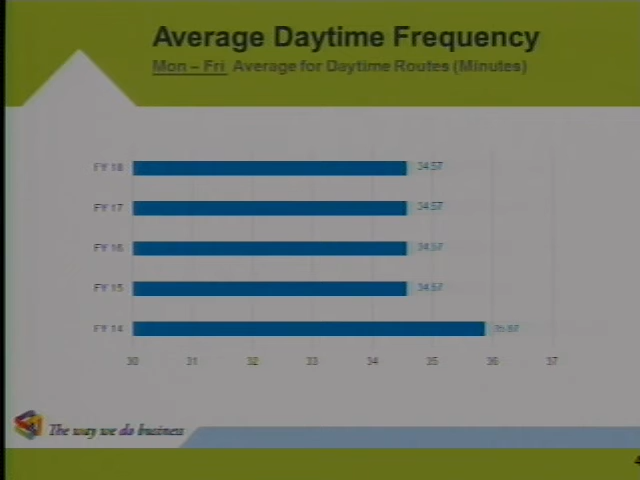 Average Daytime Frequency
Mon – Fri Average for Daytime Routes (Minutes)
FY 18 34.57
FY 17 34.57
FY 16 34.57
FY 15 34.57
FY 14 35.87
30 31 32 33 34 35 36 37
The way we do business
4